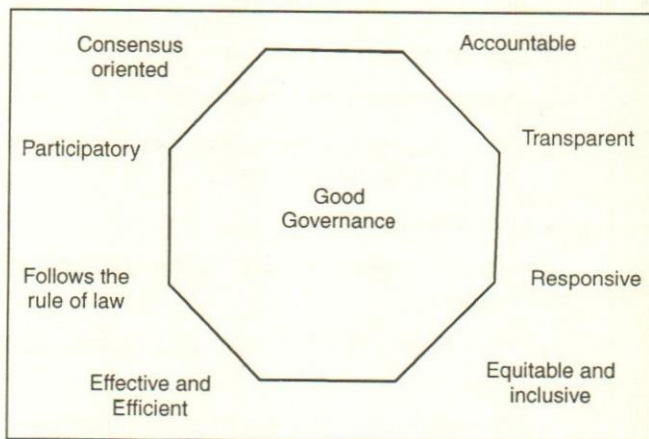 Consensus
oriented
Accountable
Participatory
Transparent
Good
Governance
Follows the
rule of law
Responsive
Effective and
Efficient
Equitable and
inclusive